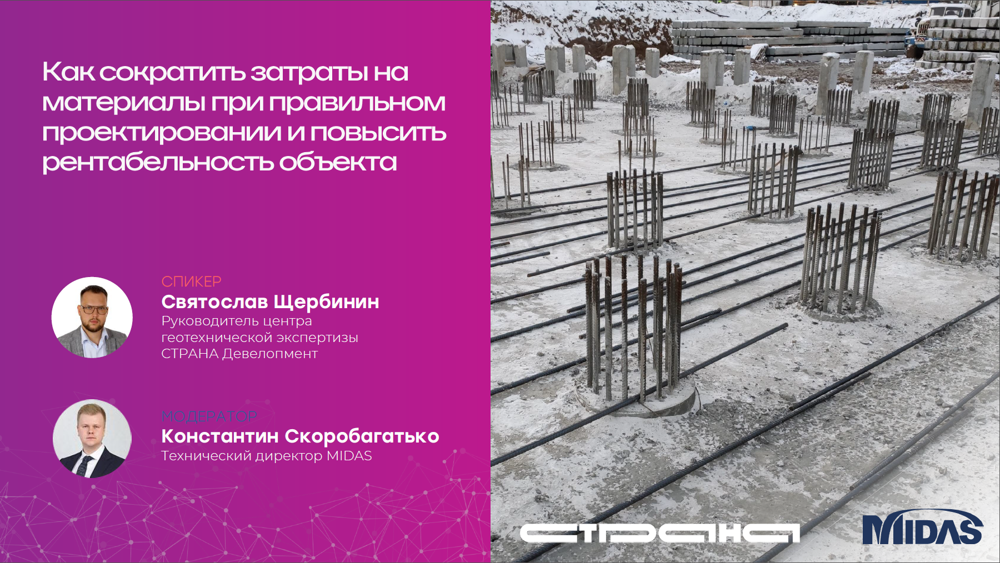 Как сократить затраты на
материалы при правильном
проектировании и повысить
рентабельность объекта
СПИКЕР
Святослав Щербинин
Руководитель центра
геотехнической экспертизы
СТРАНА Девелопмент
МОДЕРАТОР
Константин Скоробагатько
Технический директор MIDAS
СТРАНА
MIDAS